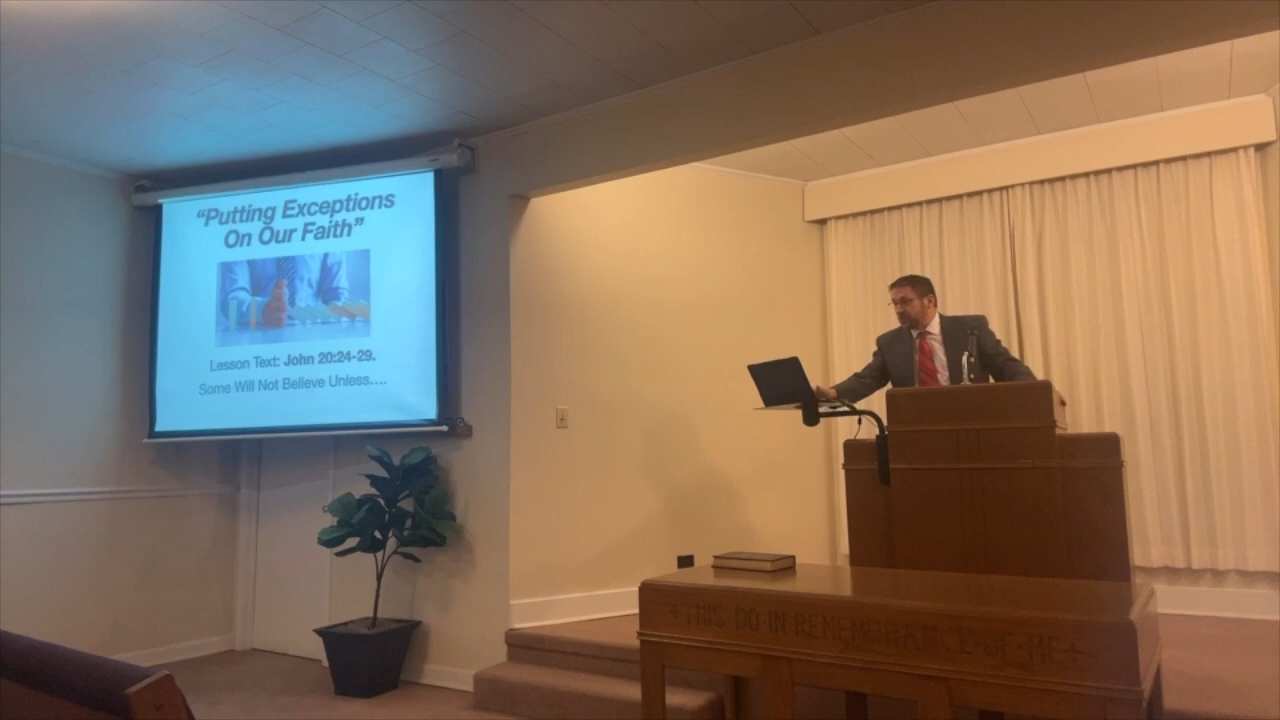 “Putting Exceptions
On Our Faith”
Lesson Text: John 20:24-29.
Some Will Not Believe Unless....
+THIS·DO·IN·REMEMBRANCE·OF·ME+